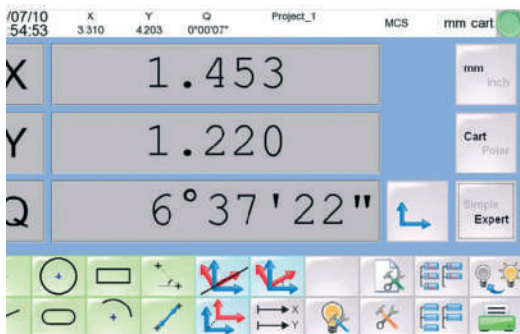 /07/10 X Y Q Project_1 MCS mm cart
:54:53 3.310 4.203 0°00'07"
X 1.453 mm
Inch
Y 1.220 Cart
Polar
Q 6°37'22" Simple
Expert
X
Y